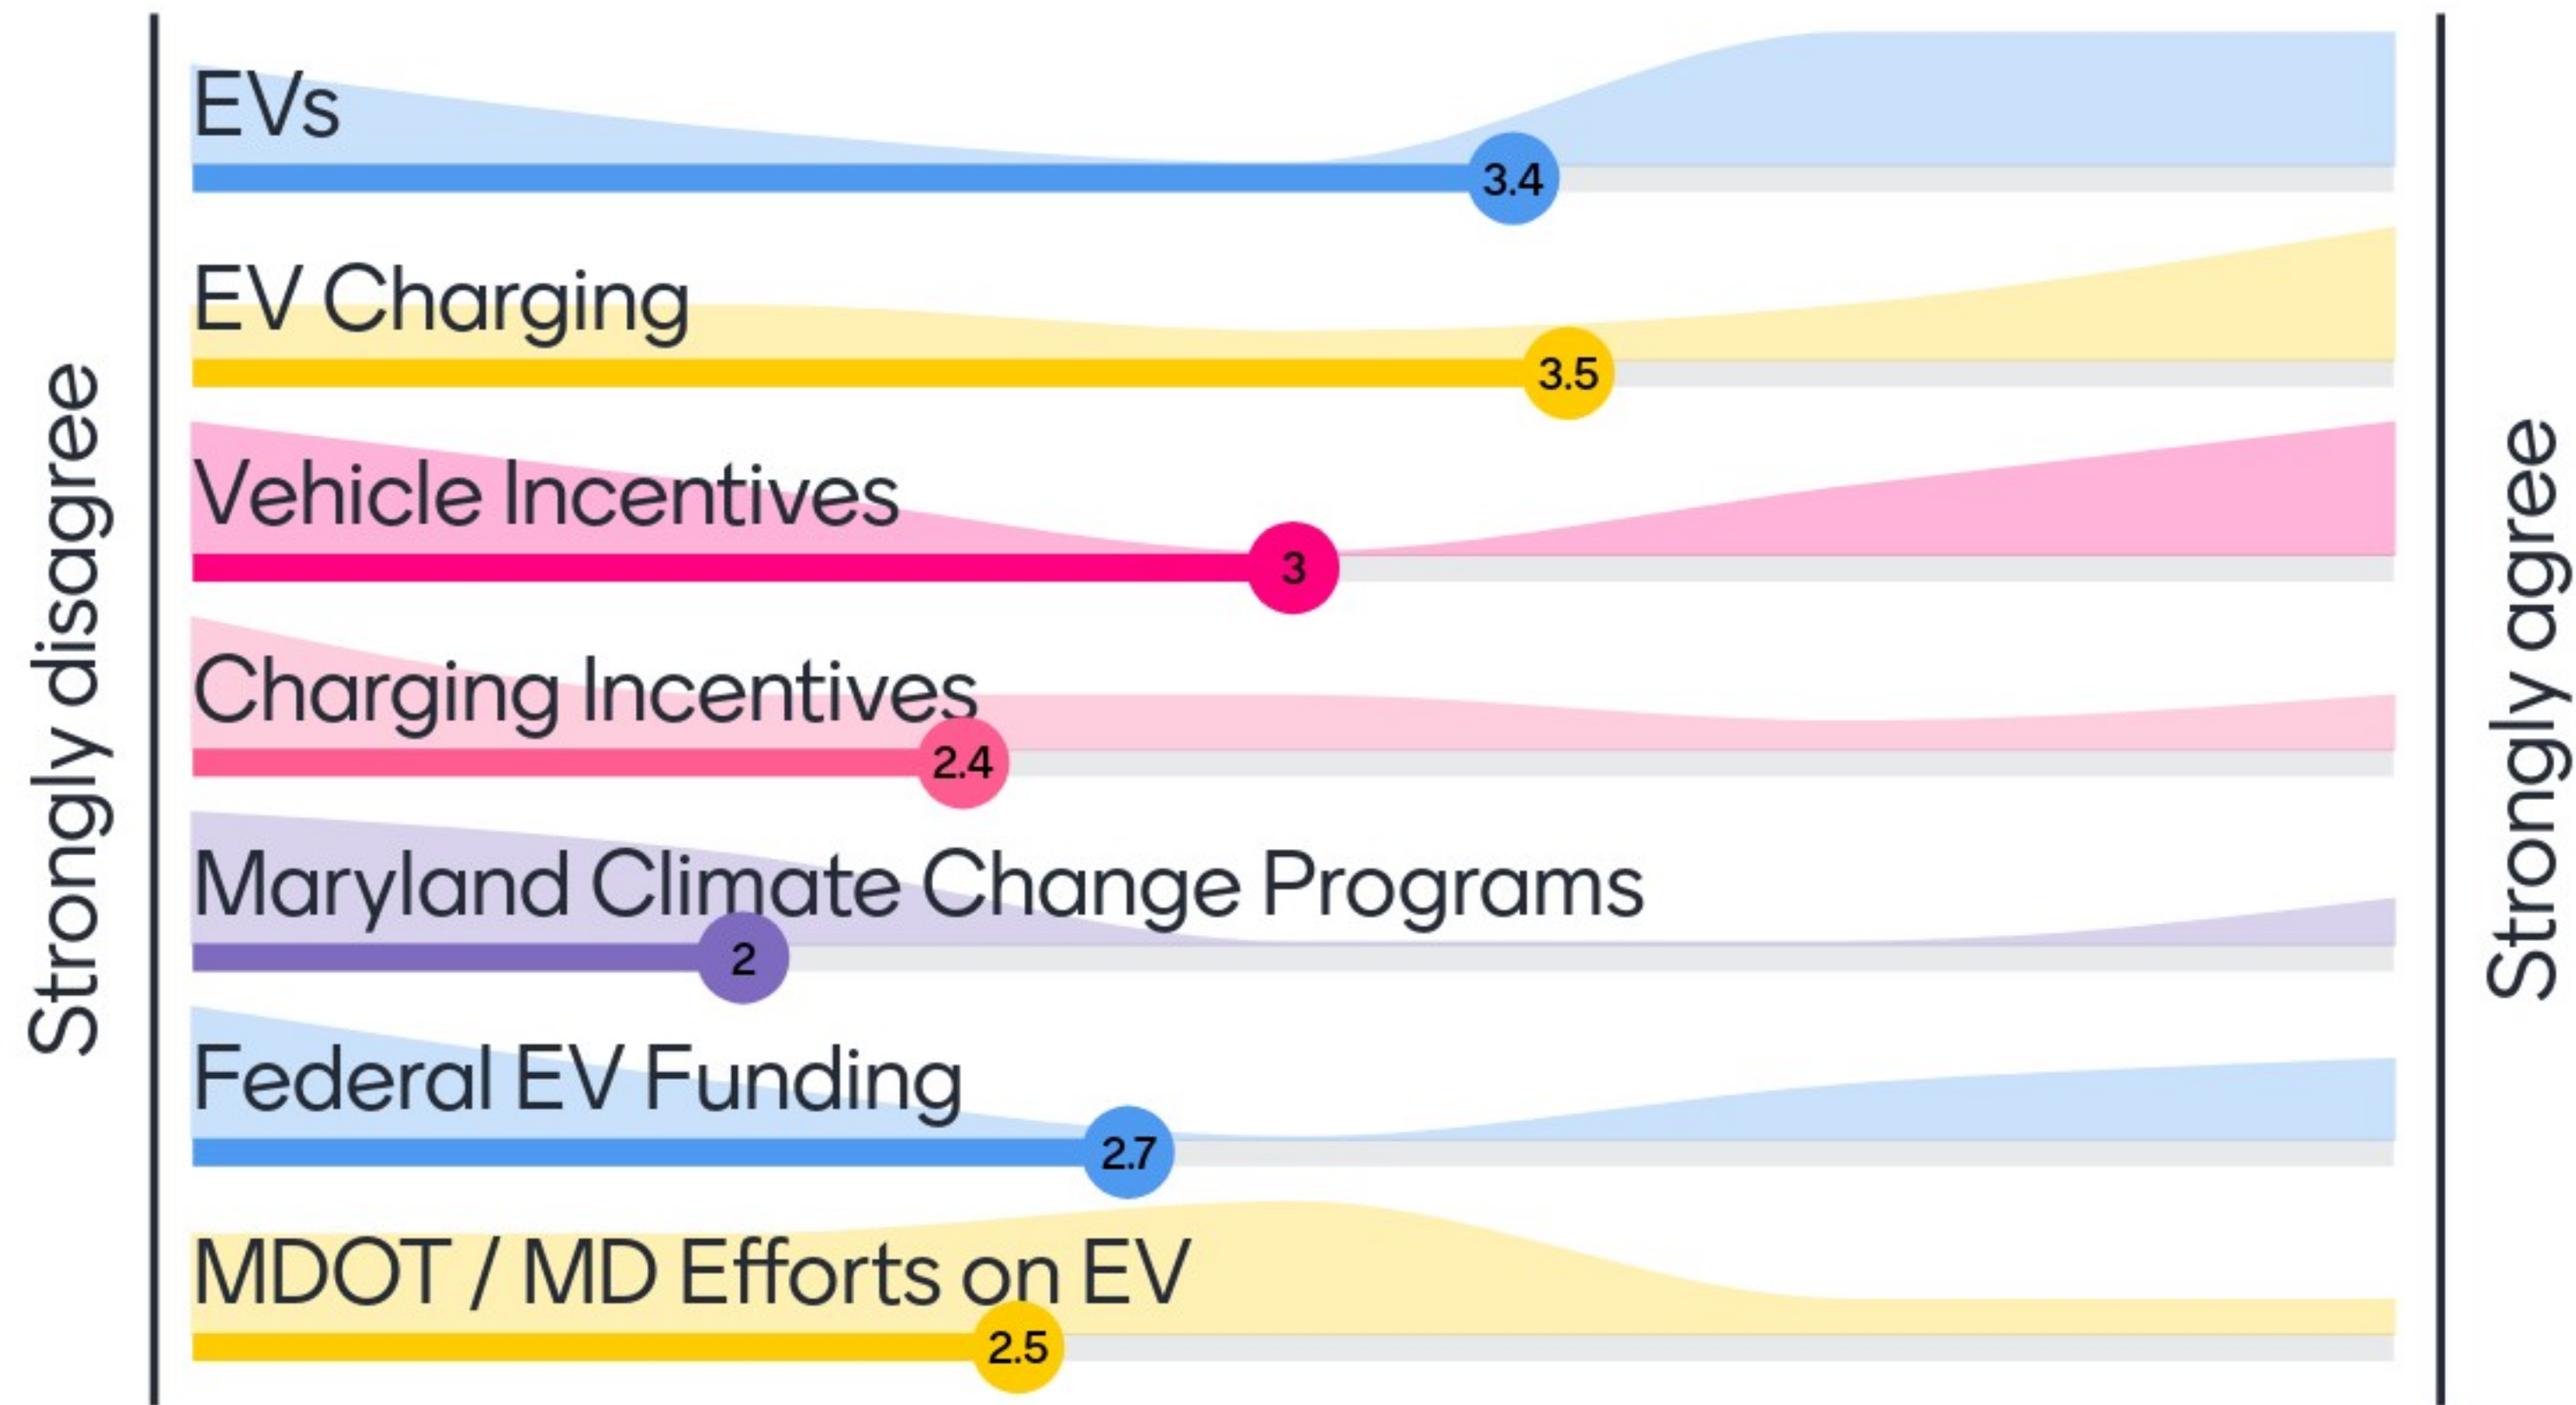 Strongly disagree
EVs
3.4
EV Charging
3.5
Vehicle Incentives
3
Charging Incentives
2.4
Maryland Climate Change Programs
2
Federal EV Funding
2.7
MDOT / MD Efforts on EV
2.5
Strongly agree